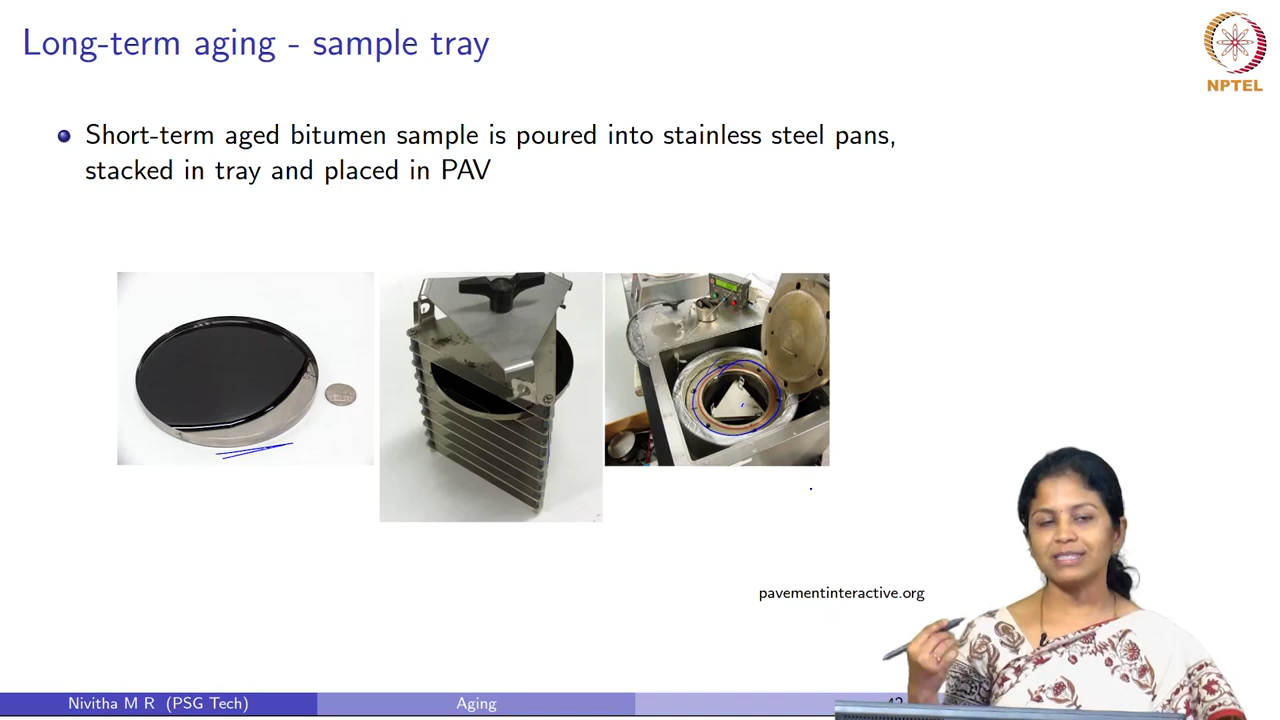 Long-term aging - sample tray
NPTEL
Short-term aged bitumen sample is poured into stainless steel pans,
stacked in tray and placed in PAV
pavementinteractive.org
Nivitha M R (PSG Tech)
Aging